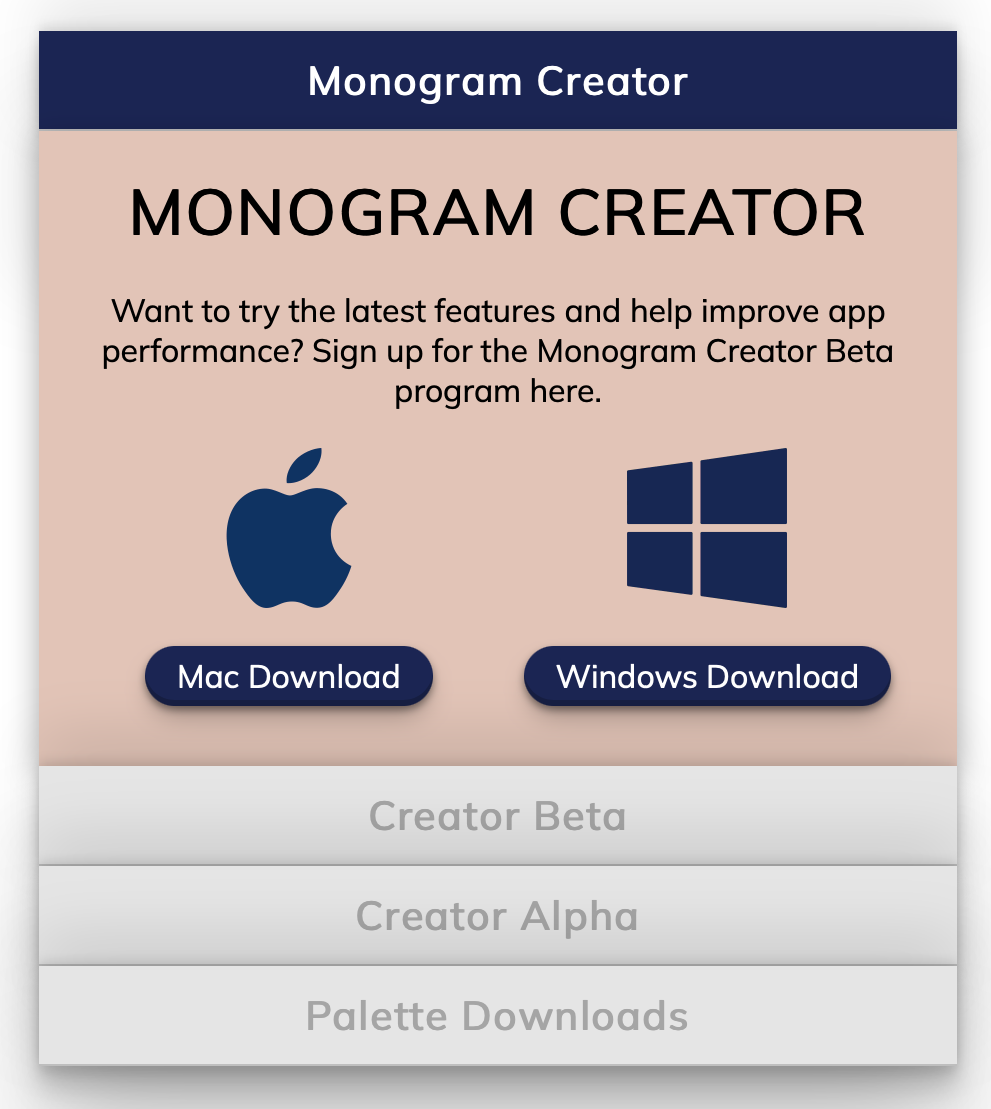 Monogram Creator
MONOGRAM CREATOR
Want to try the latest features and help improve app
performance? Sign up for the Monogram Creator Beta
program here.
Mac Download
Windows Download
Creator Beta
Creator Alpha
Palette Downloads